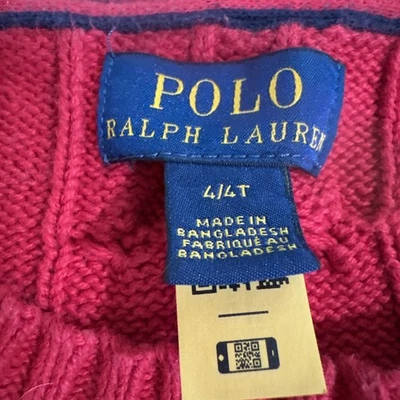 POLO
RALPH LAUREN
4/4T
MADE IN
BANGLADESH
FABRIQUÉ AU
BANGLADESH